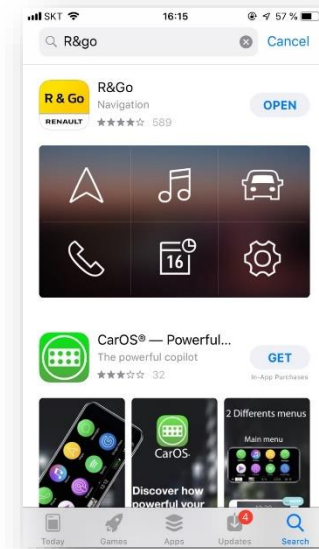 SKT 16:15 57 %
R&go Cancel
R & Go
RENAULT
R&Go
Navigation
589
OPEN
16
CarOS® — Powerful...
The powerful copilot
32
GET
In-App Purchases
CarOS
Discover how
powerful your
2 Differents menus
Main menu
4
Today Games Apps Updates Search